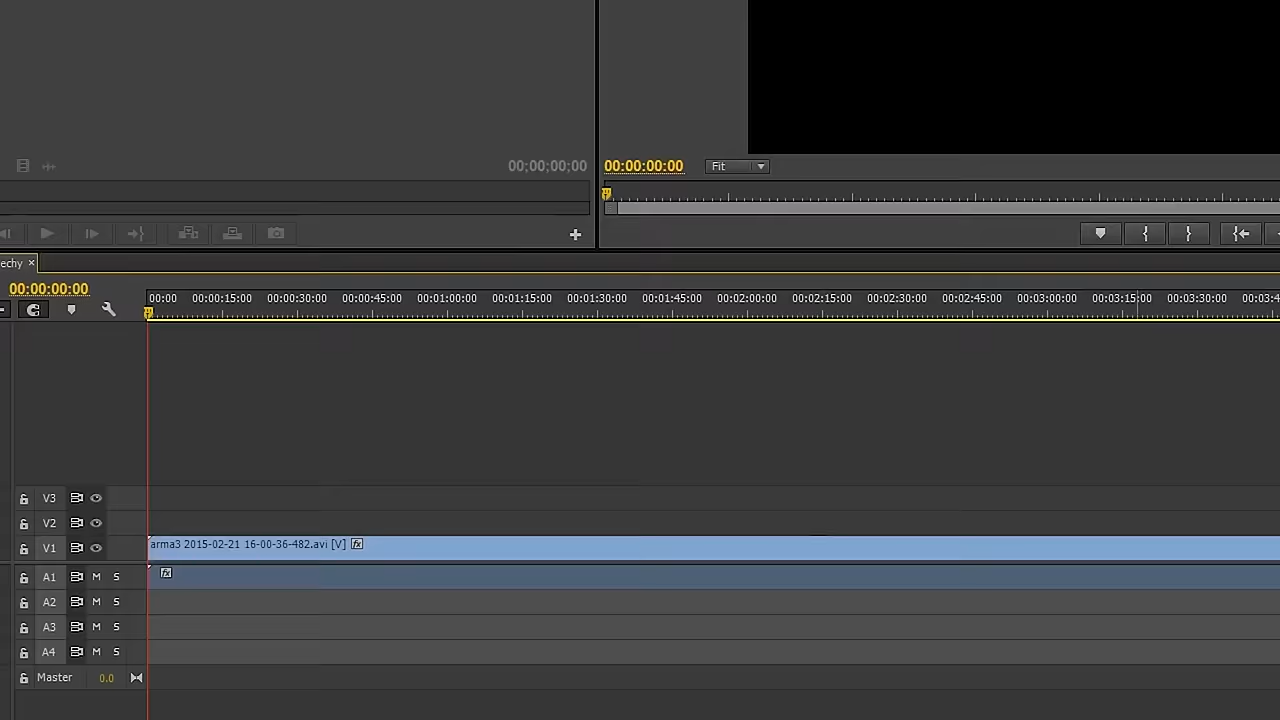 00;00;00;00
00:00:00:00
Fit
echy
00:00:00:00
00:00 00:00:15:00 00:00:30:00 00:00:45:00 00:01:00:00 00:01:15:00 00:01:30:00 00:01:45:00 00:02:00:00 00:02:15:00 00:02:30:00 00:02:45:00 00:03:00:00 00:03:15:00 00:03:30:00 00:03:4
V3
V2
V1
arma3 2015-02-21 16-00-36-482.avi [V] fx
A1 M S fx
A2 M S
A3 M S
A4 M S
Master 0.0